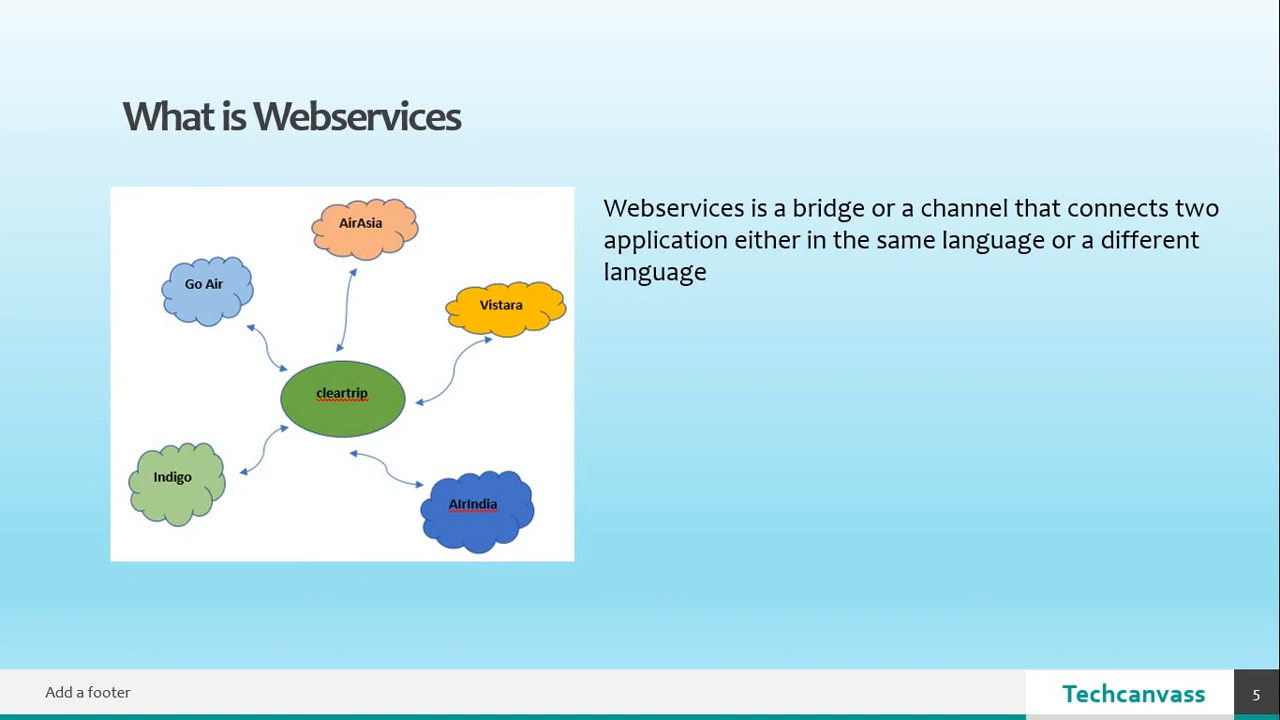 What is Webservices
AirAsia
Go Air
Vistara
cleartrip
Indigo
AIrIndia
Webservices is a bridge or a channel that connects two
application either in the same language or a different
language
Add a footer
Techcanvass
5